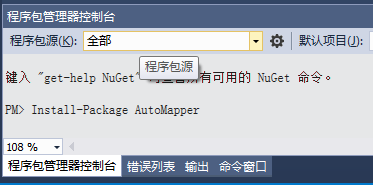 程序包管理器控制台
程序包源(K): 全部 默认项目(J):
程序包源
键入 "get-help NuGet" 所有可用的 NuGet 命令。
PM> Install-Package AutoMapper
108 %
程序包管理器控制台 错误列表 输出 命令窗口